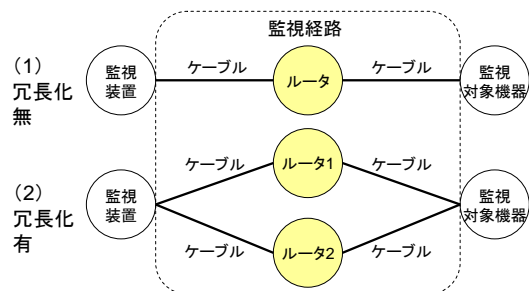 監視経路
(1)
冗長化
無
監視
装置
ケーブル
ルータ
ケーブル
監視
対象機器
(2)
冗長化
有
監視
装置
ケーブル
ルータ1
ケーブル
ケーブル
ルータ2
ケーブル
監視
対象機器